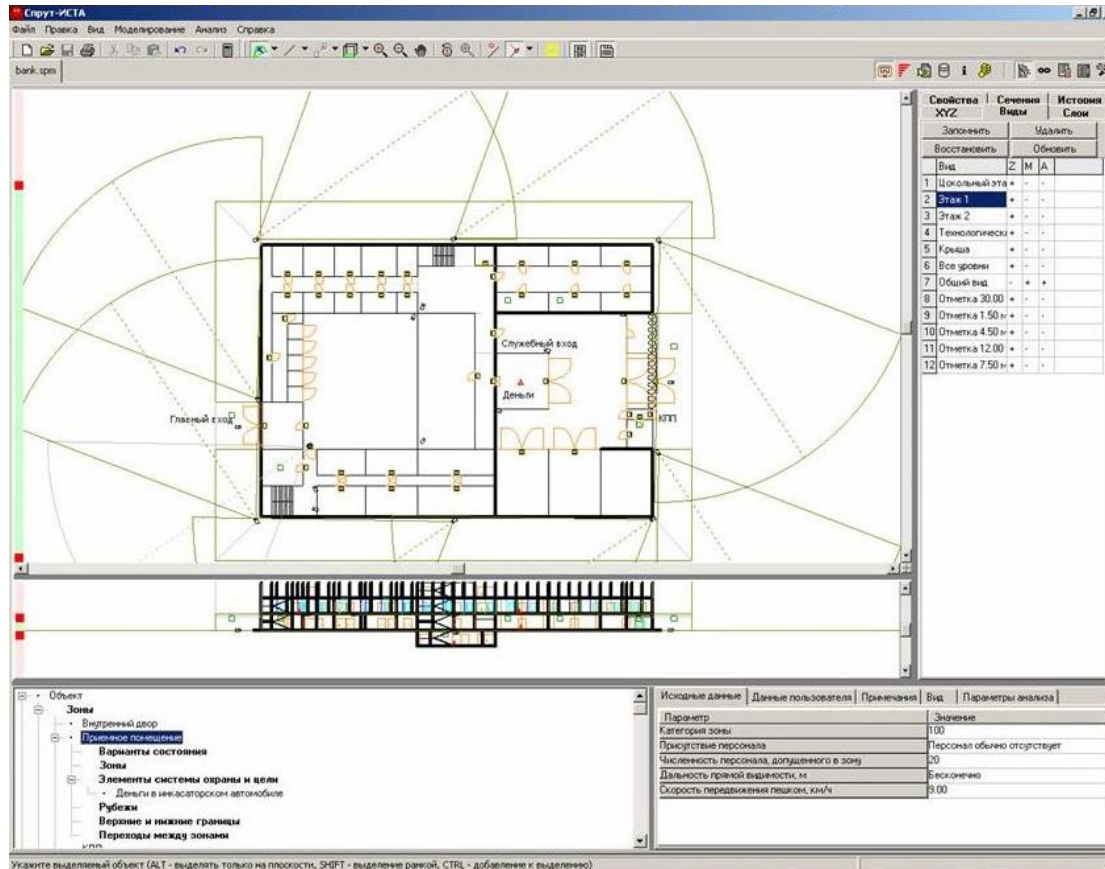 Спрут-ИСТА
Файл Правка Вид Моделирование Анализ Справка
bank.spm
Свойства Сечения История
XYZ Виды Слои
Запомнить Удалить
Восстановить Обновить
Вид Z М А
1 Цокольный эта + - -
2 Этаж 1 + - -
3 Этаж 2 + - -
4 Технологически + - -
5 Крыша + - -
6 Все уровни + - -
7 Общий вид - + +
8 Отметка 30.00 + - -
9 Отметка 1.50 м + - -
10 Отметка 4.50 м + - -
11 Отметка 12.00 + - -
12 Отметка 7.50 м + - -
Служебный вход
Деньги
Главный вход
КПП
Объект
Зоны
Внутренний двор
Приемное помещение
Варианты состояния
Зоны
Элементы системы охраны и цели
Деньги в инкасаторском автомобиле
Рубежи
Верхние и нижние границы
Переходы между зонами
КПП
Исходные данные Данные пользователя Примечания Вид Параметры анализа
Параметр Значение
Категория зоны 100
Присутствие персонала Персонал обычно отсутствует
Численность персонала, допущенного в зону 20
Дальность прямой видимости, м Бесконечно
Скорость передвижения пешком, км/ч 9.00
Укажите выделяемый объект (ALT - выделять только на плоскости, SHIFT - выделение рамкой, CTRL - добавление к выделению)